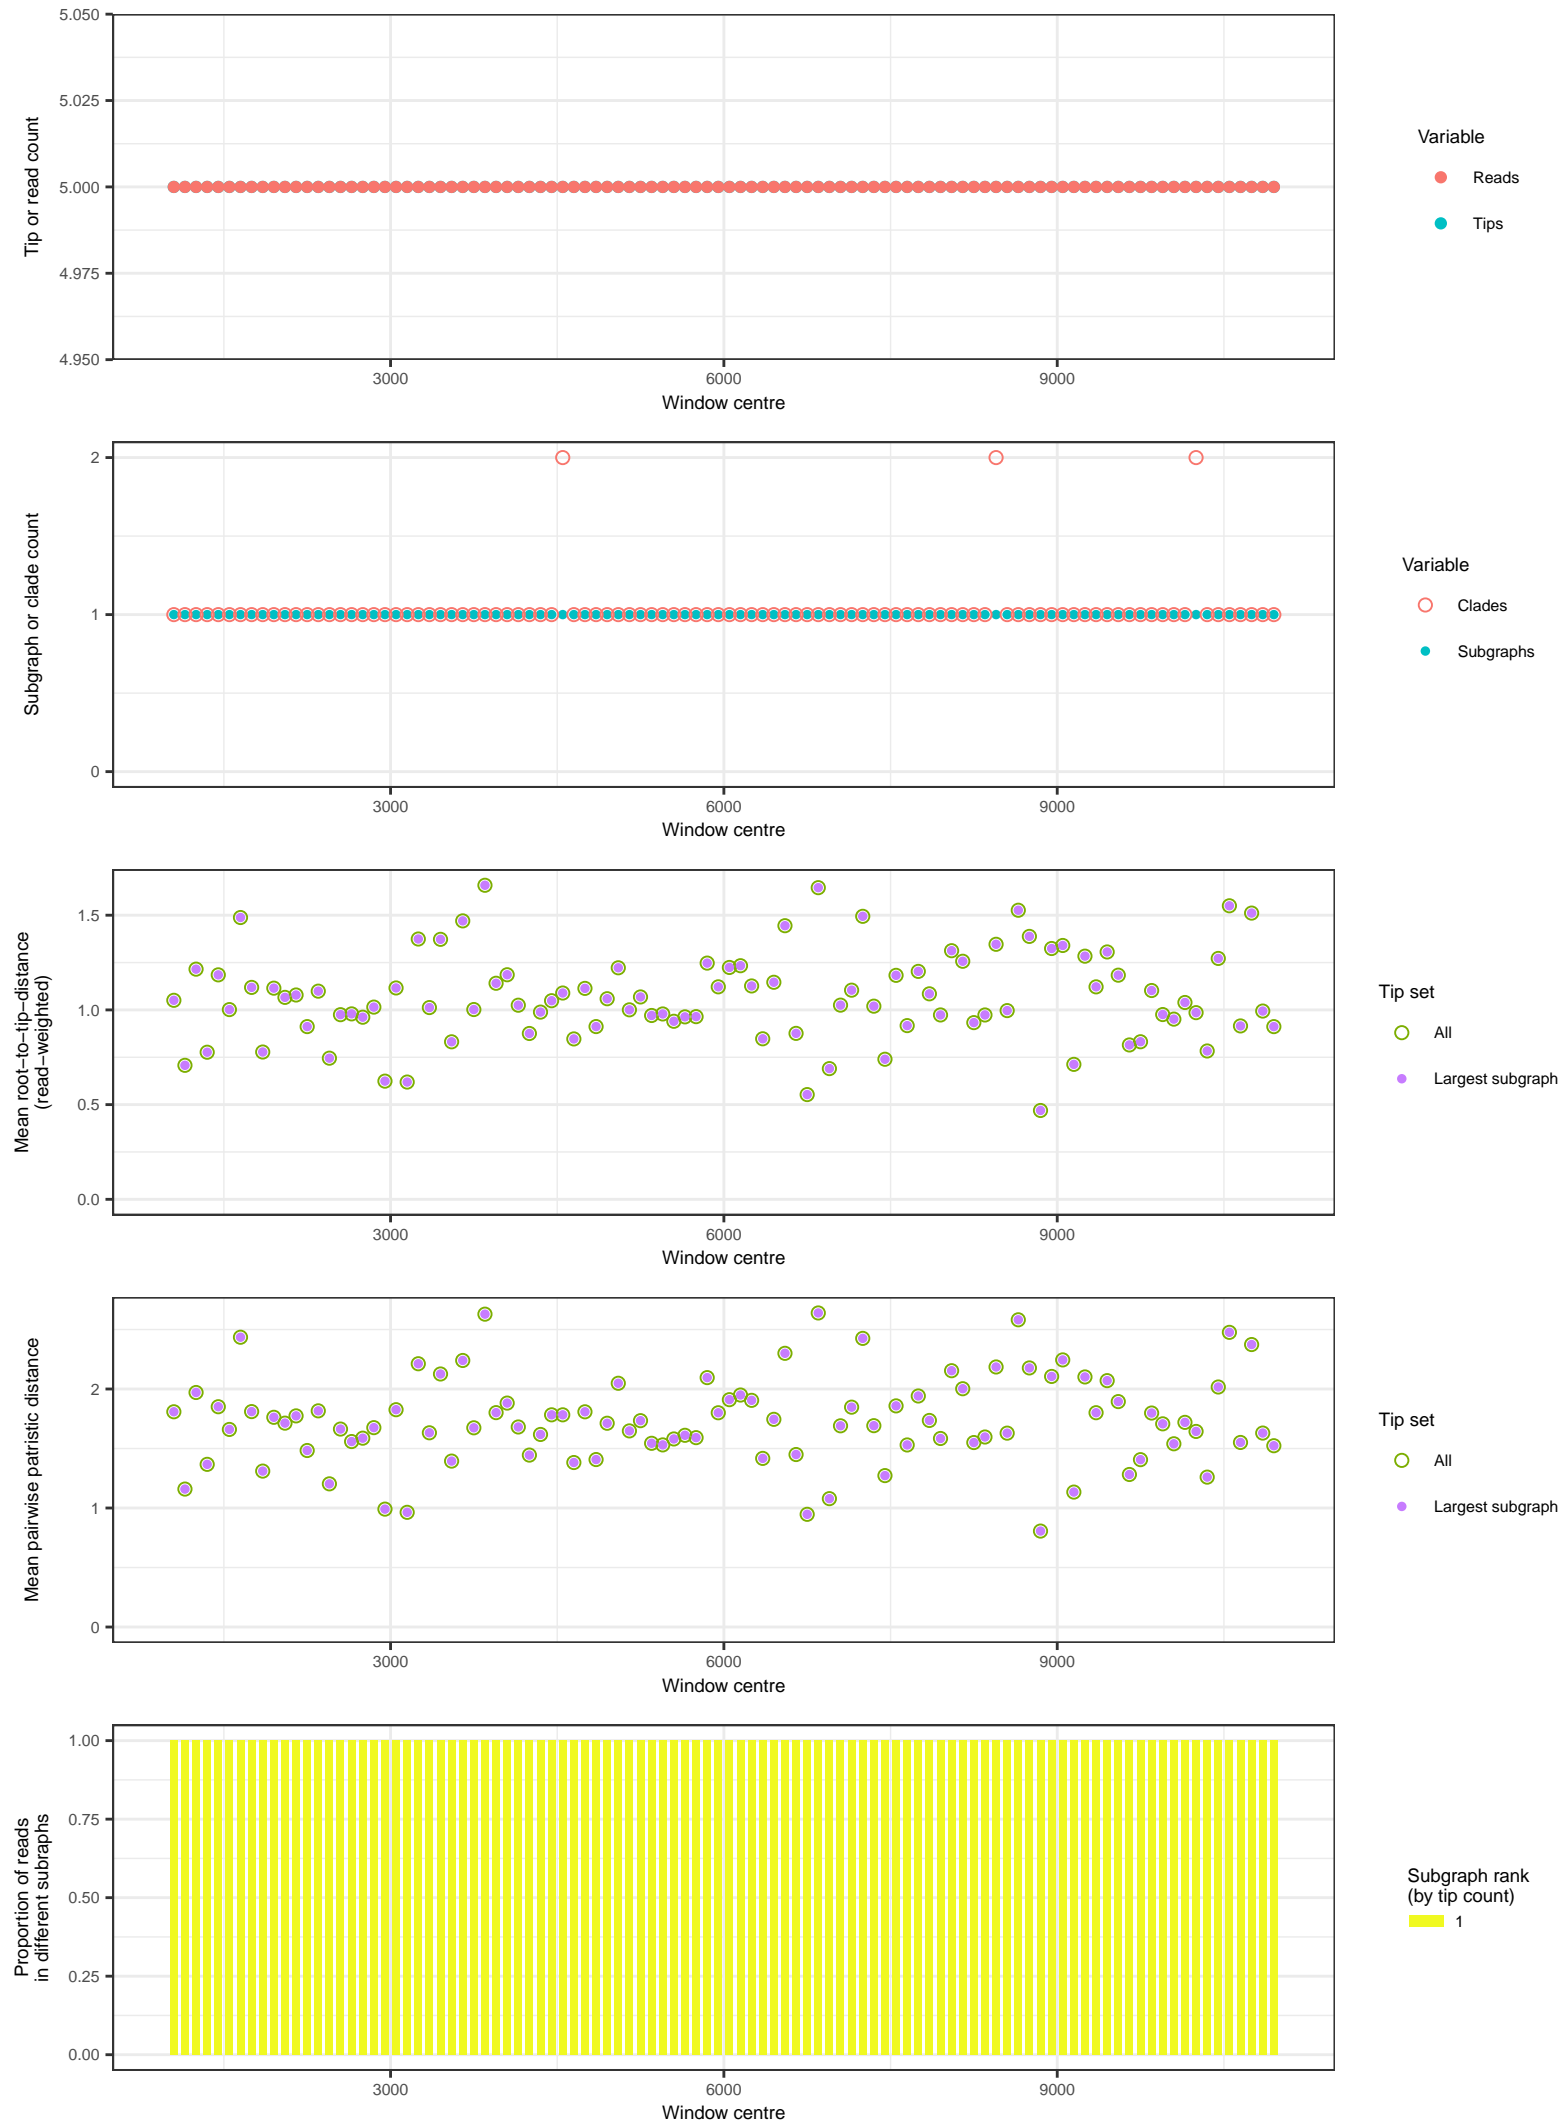 5.050
5.025
5.000
4.975
4.950
Tip or read count
3000
6000
9000
Window centre
Variable
Reads
Tips
2
1
0
Subgraph or clade count
3000
6000
9000
Window centre
Variable
Clades
Subgraphs
1.5
1.0
0.5
0.0
Mean root−to−tip−distance
(read−weighted)
3000
6000
9000
Window centre
Tip set
All
Largest subgraph
2
1
0
Mean pairwise patristic distance
3000
6000
9000
Window centre
Tip set
All
Largest subgraph
1.00
0.75
0.50
0.25
0.00
Proportion of reads
in different subraphs
3000
6000
9000
Window centre
Subgraph rank
(by tip count)
1